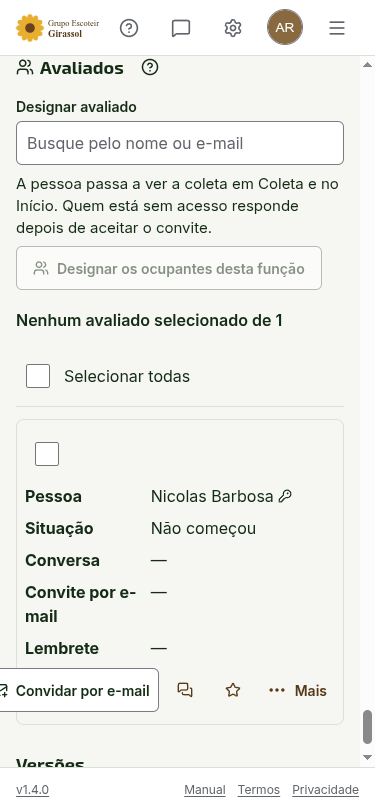 Grupo Escoteiro
Girassol
AR
Avaliados
Designar avaliado
Busque pelo nome ou e-mail
A pessoa passa a ver a coleta em Coleta e no
Início. Quem está sem acesso responde
depois de aceitar o convite.
Designar os ocupantes desta função
Nenhum avaliado selecionado de 1
Selecionar todas
Pessoa Nicolas Barbosa
Situação Não começou
Conversa —
Convite por e- —
mail
Lembrete —
Convidar por e-mail Mais
Versões
v1.4.0 Manual Termos Privacidade